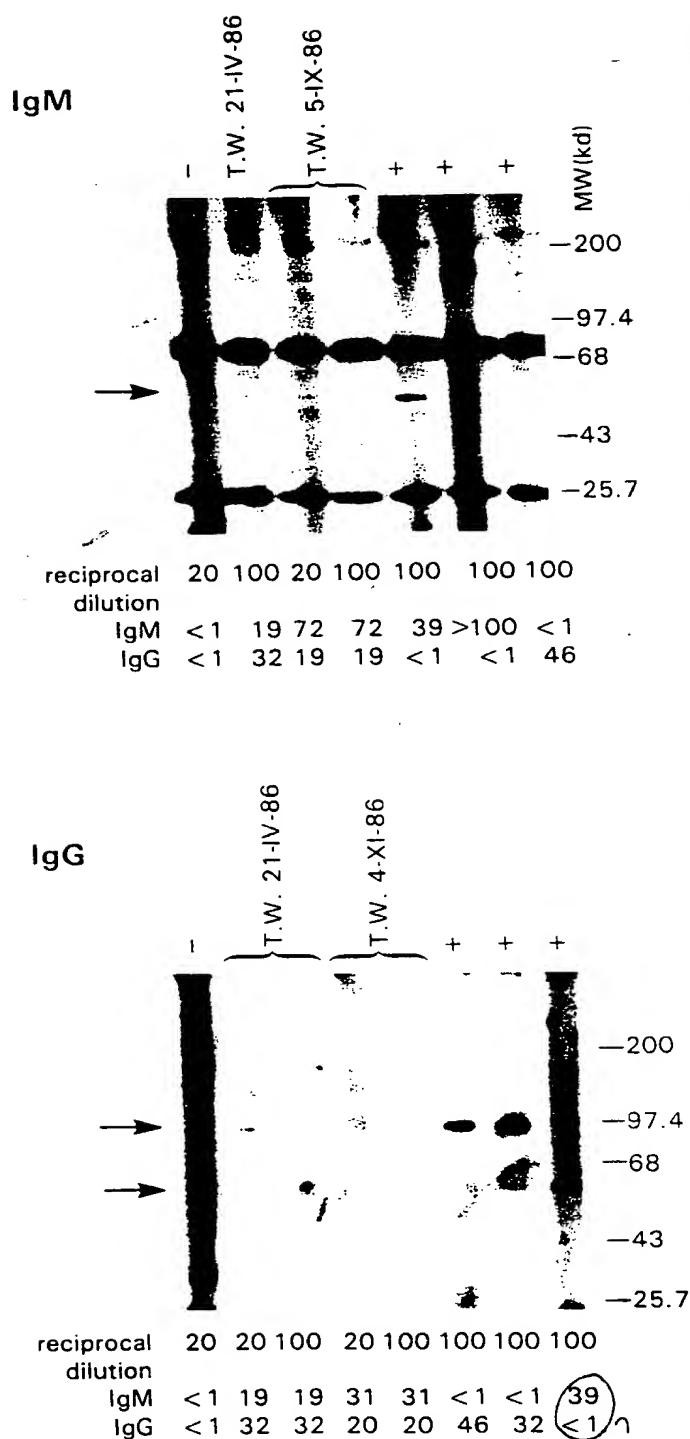 IgM
T.W. 21-IV-86
T.W. 5-IX-86
− + + +
MW(kd)
—200
—97.4
—68
—43
—25.7
reciprocal dilution 20 100 20 100 100 100 100
IgM <1 19 72 72 39 >100 <1
IgG <1 32 19 19 <1 <1 46
IgG
T.W. 21-IV-86
T.W. 4-XI-86
− + + +
—200
—97.4
—68
—43
—25.7
reciprocal dilution 20 20 100 20 100 100 100 100
IgM <1 19 19 31 31 <1 <1 39
IgG <1 32 32 20 20 46 32 <1